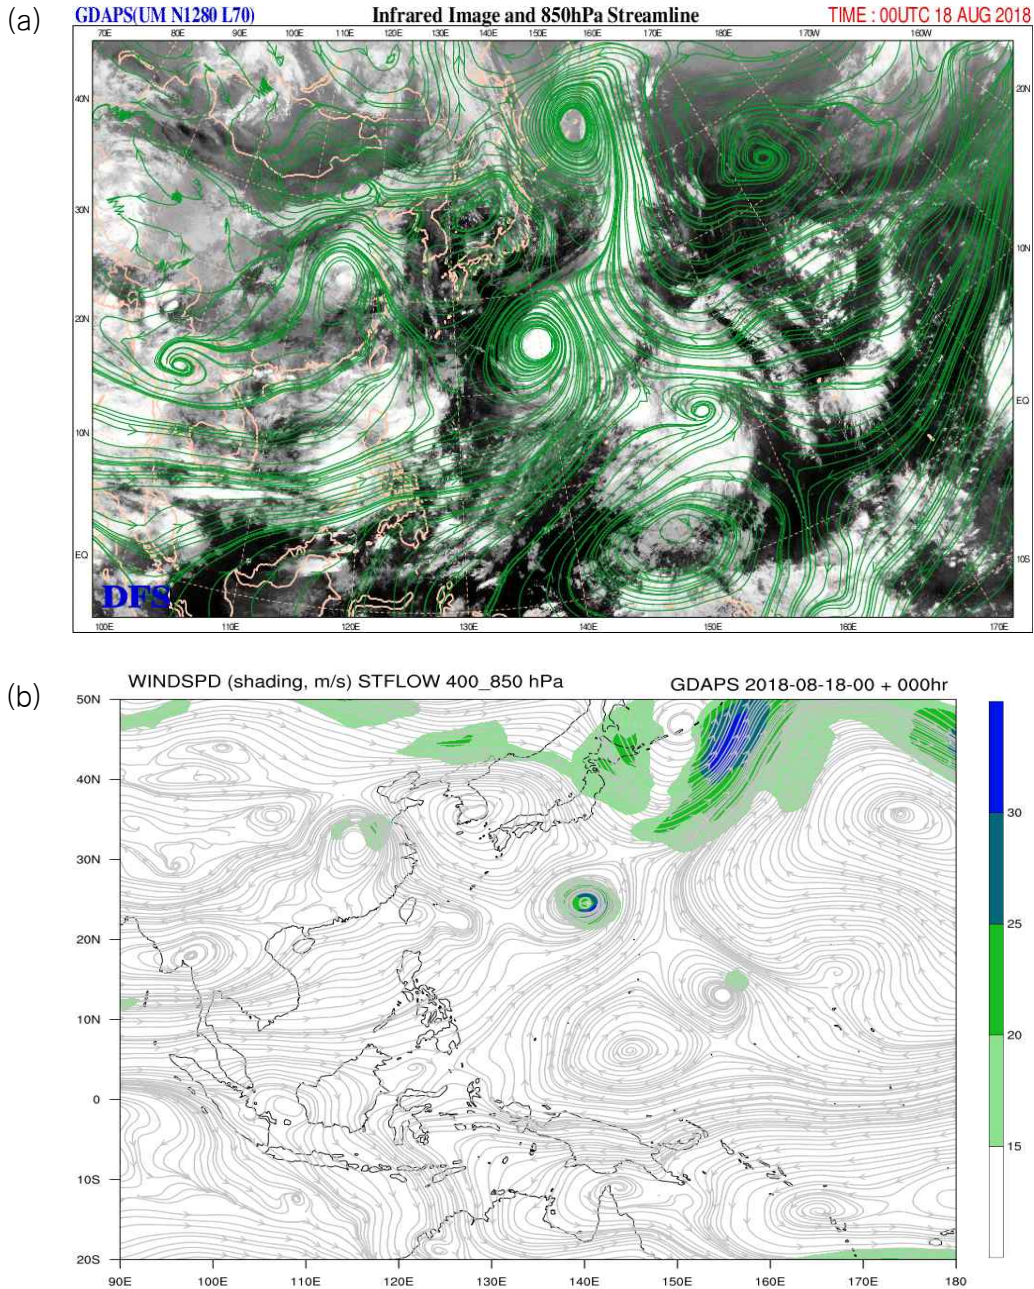 (a)
GDAPS(UM N1280 L70) Infrared Image and 850hPa Streamline TIME : 00UTC 18 AUG 2018
70E 80E 90E 100E 110E 120E 130E 140E 150E 160E 170E 180E 170W 160W
40N 20N
30N
10N
20N
EQ
10N
EQ
10S
DFS
100E 110E 120E 130E 140E 150E 160E 170E
(b)
WINDSPD (shading, m/s) STFLOW 400_850 hPa GDAPS 2018-08-18-00 + 000hr
50N
40N
30
30N
25
20N
20
10N
0
15
10S
20S
90E 100E 110E 120E 130E 140E 150E 160E 170E 180